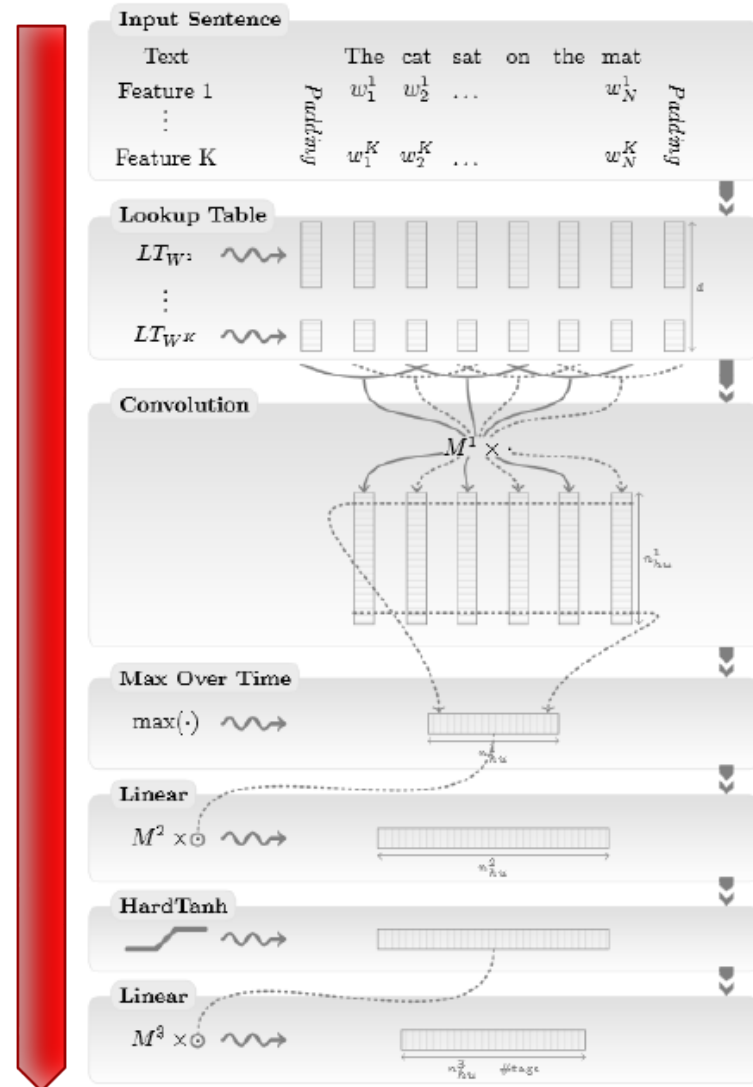 Input Sentence
Text The cat sat on the mat
Feature 1 w_1^1 w_2^1 ... w_N^1
⋮
Feature K w_1^K w_2^K ... w_N^K
Padding
Padding
Lookup Table
LT_{W^1}
⋮
LT_{W^K}
d
Convolution
M^1 × ·
n_{hu}^1
Max Over Time
max(·)
n_{hu}^1
Linear
M^2 × ⊙
n_{hu}^2
HardTanh
Linear
M^3 × ⊙
n_{hu}^3 #tags